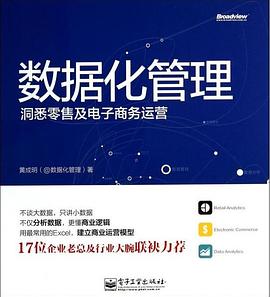 Broadview
数据化管理
洞悉零售及电子商务运营
黄成明（@数据化管理）著
不谈大数据，只讲小数据
不仅分析数据，更懂商业逻辑
用最常用的Excel，建立商业运营模型
17位企业老总及行业大腕联袂力荐
Retail Analytics
Electronic Commerce
Data Analytics
电子工业出版社